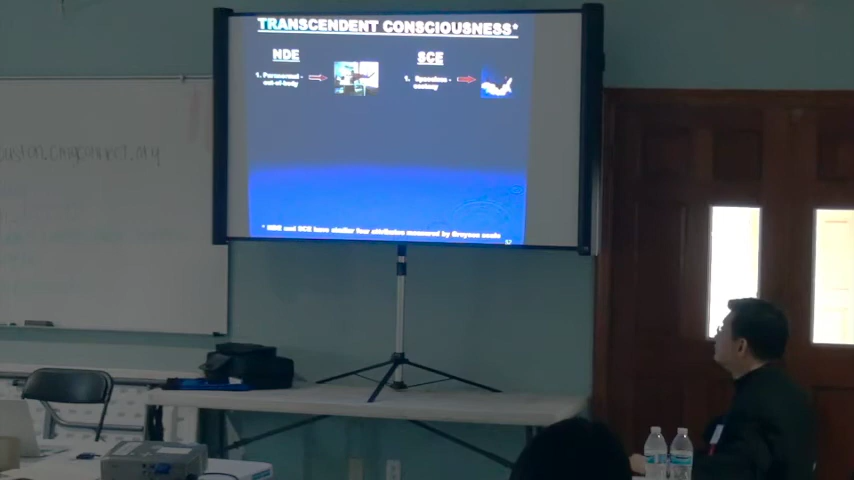 TRANSCENDENT CONSCIOUSNESS*
NDE
SCE
1. Paranormal -
out-of-body
1. Spaceless -
ecstasy
* NDE and SCE have similar four attributes measured by Greyson scale